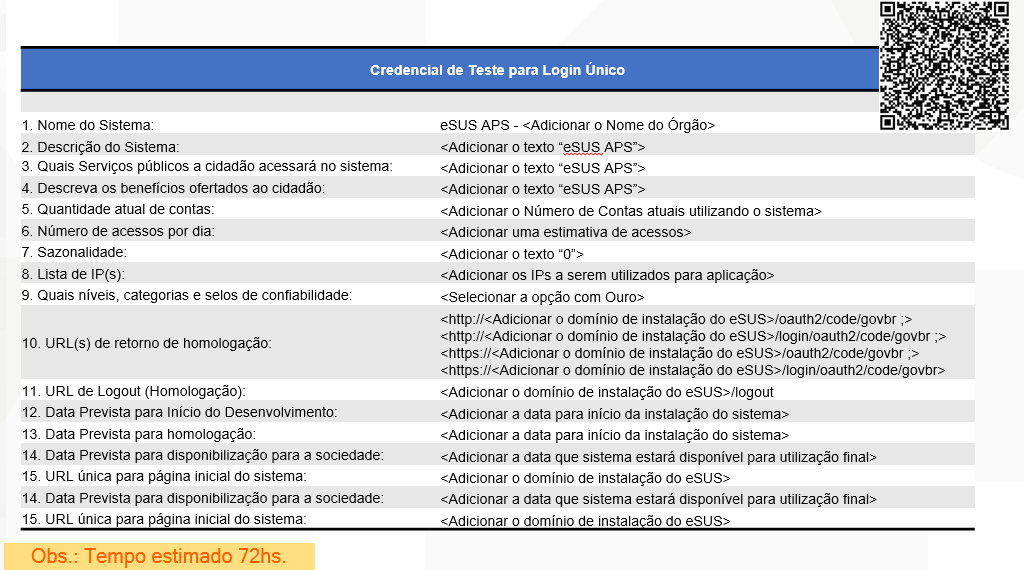 Credencial de Teste para Login Único
1. Nome do Sistema: eSUS APS - <Adicionar o Nome do Órgão>
2. Descrição do Sistema: <Adicionar o texto “eSUS APS”>
3. Quais Serviços públicos a cidadão acessará no sistema: <Adicionar o texto “eSUS APS”>
4. Descreva os benefícios ofertados ao cidadão: <Adicionar o texto “eSUS APS”>
5. Quantidade atual de contas: <Adicionar o Número de Contas atuais utilizando o sistema>
6. Número de acessos por dia: <Adicionar uma estimativa de acessos>
7. Sazonalidade: <Adicionar o texto “0”>
8. Lista de IP(s): <Adicionar os IPs a serem utilizados para aplicação>
9. Quais níveis, categorias e selos de confiabilidade: <Selecionar a opção com Ouro>
10. URL(s) de retorno de homologação:
<http://<Adicionar o domínio de instalação do eSUS>/oauth2/code/govbr ;>
<http://<Adicionar o domínio de instalação do eSUS>/login/oauth2/code/govbr ;>
<https://<Adicionar o domínio de instalação do eSUS>/oauth2/code/govbr ;>
<https://<Adicionar o domínio de instalação do eSUS>/login/oauth2/code/govbr>
11. URL de Logout (Homologação): <Adicionar o domínio de instalação do eSUS>/logout
12. Data Prevista para Início do Desenvolvimento: <Adicionar a data para início da instalação do sistema>
13. Data Prevista para homologação: <Adicionar a data para início da instalação do sistema>
14. Data Prevista para disponibilização para a sociedade: <Adicionar a data que sistema estará disponível para utilização final>
15. URL única para página inicial do sistema: <Adicionar o domínio de instalação do eSUS>
14. Data Prevista para disponibilização para a sociedade: <Adicionar a data que sistema estará disponível para utilização final>
15. URL única para página inicial do sistema: <Adicionar o domínio de instalação do eSUS>
Obs.: Tempo estimado 72hs.